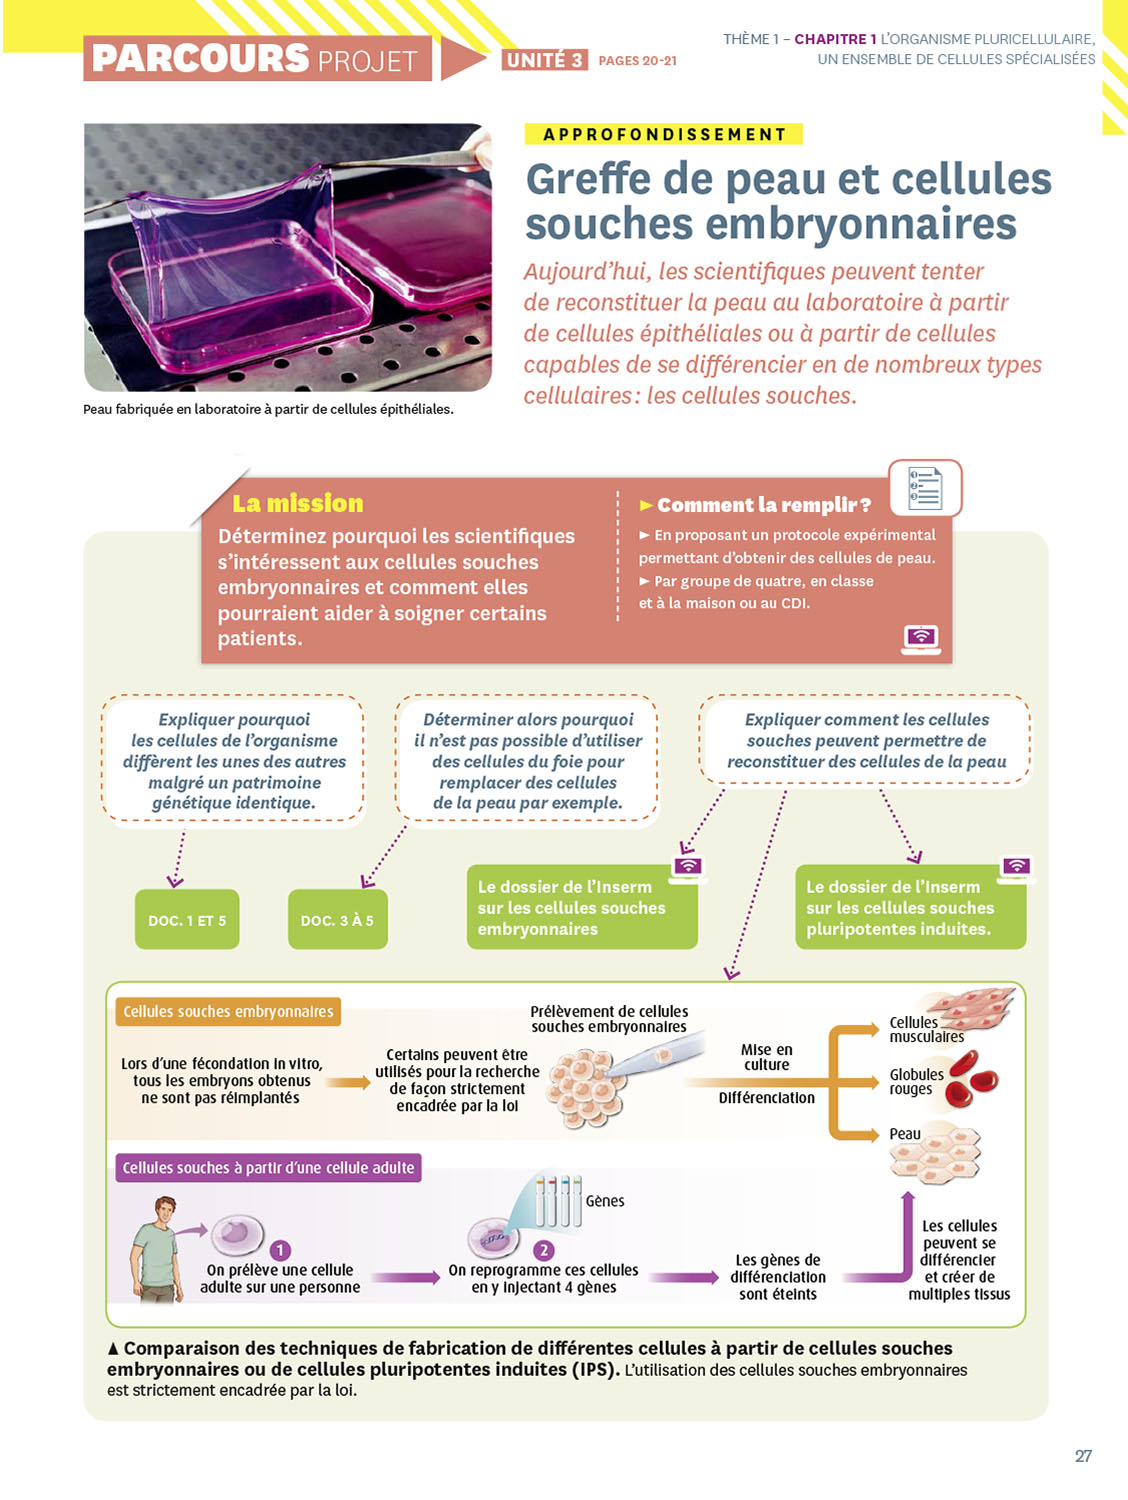 PARCOURS PROJET
UNITÉ 3 PAGES 20-21
THÈME 1 – CHAPITRE 1 L'ORGANISME PLURICELLULAIRE,
UN ENSEMBLE DE CELLULES SPÉCIALISÉES
Peau fabriquée en laboratoire à partir de cellules épithéliales.
APPROFONDISSEMENT
Greffe de peau et cellules
souches embryonnaires
Aujourd'hui, les scientifiques peuvent tenter
de reconstituer la peau au laboratoire à partir
de cellules épithéliales ou à partir de cellules
capables de se différencier en de nombreux types
cellulaires : les cellules souches.
La mission
Déterminez pourquoi les scientifiques
s'intéressent aux cellules souches
embryonnaires et comment elles
pourraient aider à soigner certains
patients.
► Comment la remplir ?
► En proposant un protocole expérimental
permettant d'obtenir des cellules de peau.
► Par groupe de quatre, en classe
et à la maison ou au CDI.
1
2
3
Expliquer pourquoi
les cellules de l'organisme
diffèrent les unes des autres
malgré un patrimoine
génétique identique.
Déterminer alors pourquoi
il n'est pas possible d'utiliser
des cellules du foie pour
remplacer des cellules
de la peau par exemple.
Expliquer comment les cellules
souches peuvent permettre de
reconstituer des cellules de la peau
DOC. 1 ET 5
DOC. 3 À 5
Le dossier de l'Inserm
sur les cellules souches
embryonnaires
Le dossier de l'Inserm
sur les cellules souches
pluripotentes induites.
Cellules souches embryonnaires
Lors d'une fécondation in vitro,
tous les embryons obtenus
ne sont pas réimplantés
Certains peuvent être
utilisés pour la recherche
de façon strictement
encadrée par la loi
Prélèvement de cellules
souches embryonnaires
Mise en
culture
Différenciation
Cellules
musculaires
Globules
rouges
Peau
Cellules souches à partir d'une cellule adulte
1
On prélève une cellule
adulte sur une personne
Gènes
2
On reprogramme ces cellules
en y injectant 4 gènes
Les gènes de
différenciation
sont éteints
Les cellules
peuvent se
différencier
et créer de
multiples tissus
▲ Comparaison des techniques de fabrication de différentes cellules à partir de cellules souches
embryonnaires ou de cellules pluripotentes induites (IPS). L'utilisation des cellules souches embryonnaires
est strictement encadrée par la loi.
27